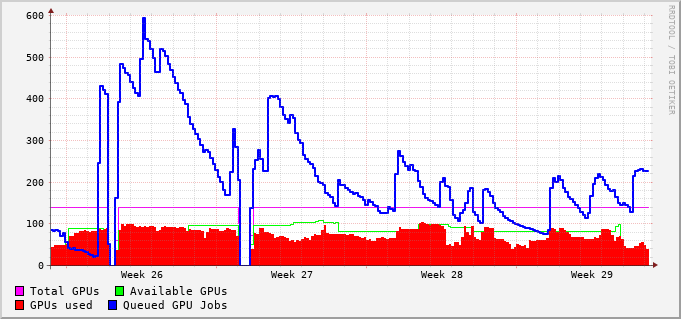 600
500
400
300
200
100
0
Week 26 Week 27 Week 28 Week 29
Total GPUs Available GPUs
GPUs used Queued GPU Jobs
RRDTOOL / TOBI OETIKER